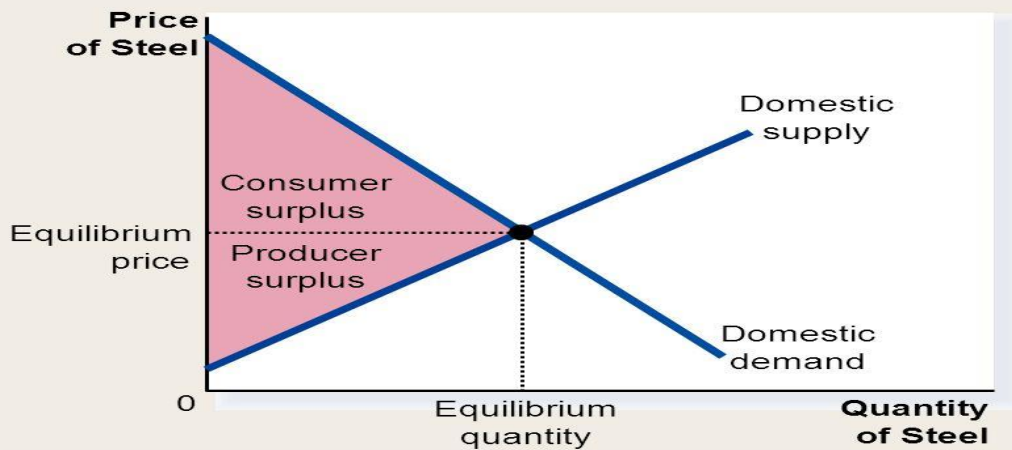 Price
of Steel
Domestic
supply
Consumer
surplus
Equilibrium
price
Producer
surplus
Domestic
demand
0
Equilibrium
quantity
Quantity
of Steel